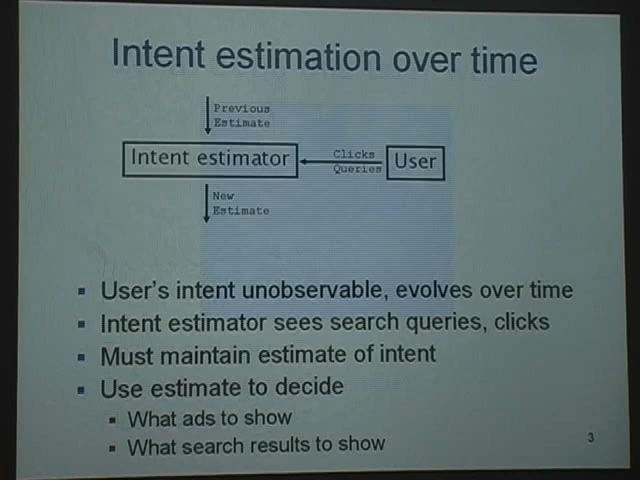 Intent estimation over time
Previous
Estimate
Intent estimator
Clicks
Queries
User
New
Estimate
User's intent unobservable, evolves over time
Intent estimator sees search queries, clicks
Must maintain estimate of intent
Use estimate to decide
What ads to show
What search results to show
3